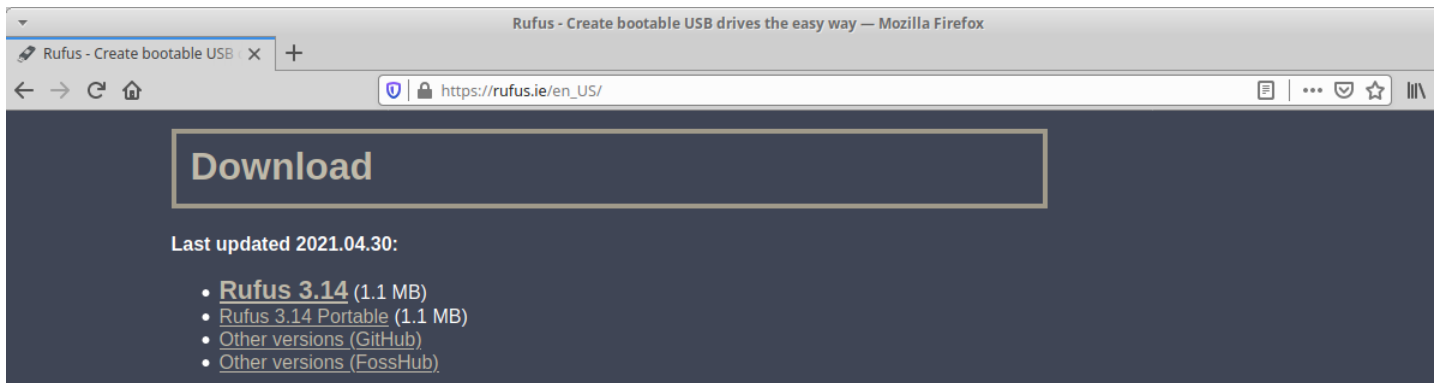 Rufus - Create bootable USB drives the easy way — Mozilla Firefox
Rufus - Create bootable USB
https://rufus.ie/en_US/
Download
Last updated 2021.04.30:
Rufus 3.14 (1.1 MB)
Rufus 3.14 Portable (1.1 MB)
Other versions (GitHub)
Other versions (FossHub)